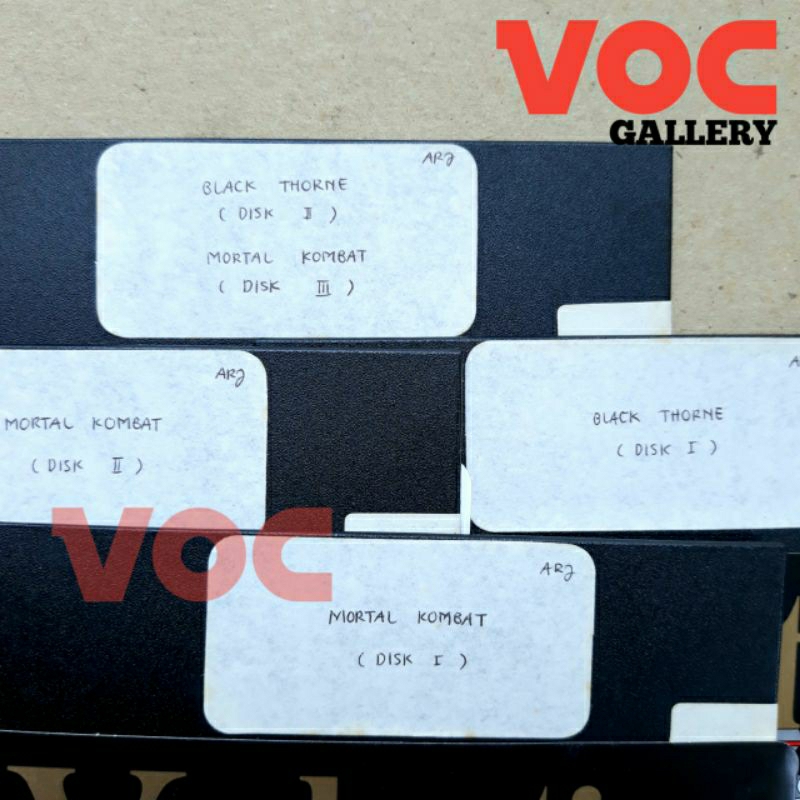 VOC
GALLERY
ARJ
BLACK THORNE
( DISK II )
MORTAL KOMBAT
( DISK III )
ARJ
MORTAL KOMBAT
( DISK II )
BLACK THORNE
( DISK I )
VOC
ARJ
MORTAL KOMBAT
( DISK I )